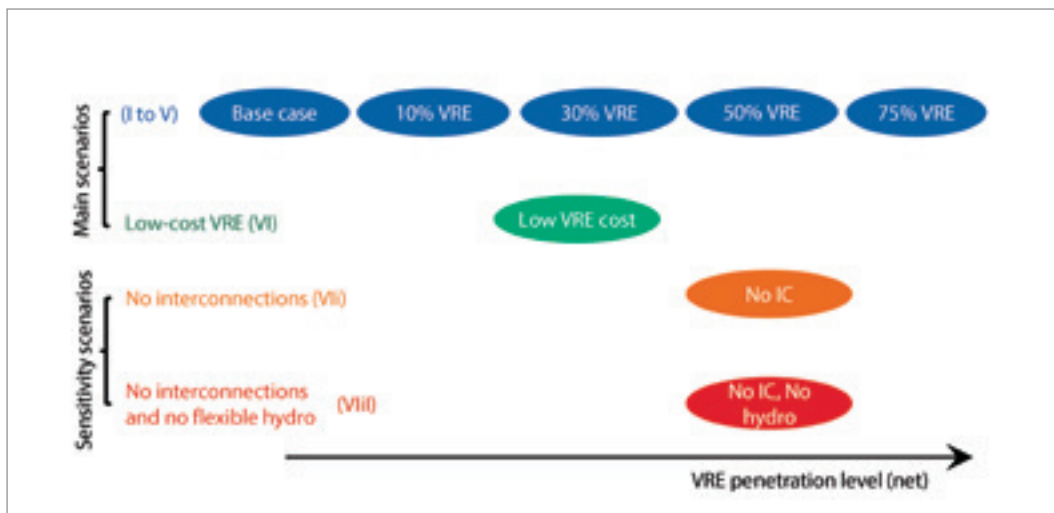 Main scenarios
(I to V)
Base case
10% VRE
30% VRE
50% VRE
75% VRE
Low-cost VRE (VI)
Low VRE cost
Sensitivity scenarios
No interconnections (VIi)
No IC
No interconnections
and no flexible hydro
(VIiI)
No IC, No
hydro
VRE penetration level (net)